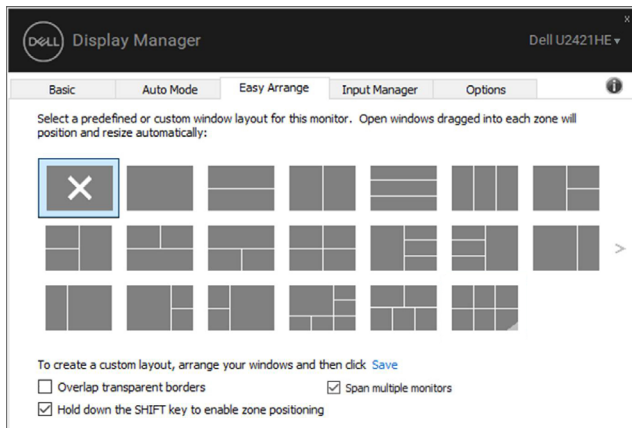 DELL Display Manager
Dell U2421HE
Basic Auto Mode Easy Arrange Input Manager Options
Select a predefined or custom window layout for this monitor. Open windows dragged into each zone will
position and resize automatically:
To create a custom layout, arrange your windows and then click Save
Overlap transparent borders
Span multiple monitors
Hold down the SHIFT key to enable zone positioning